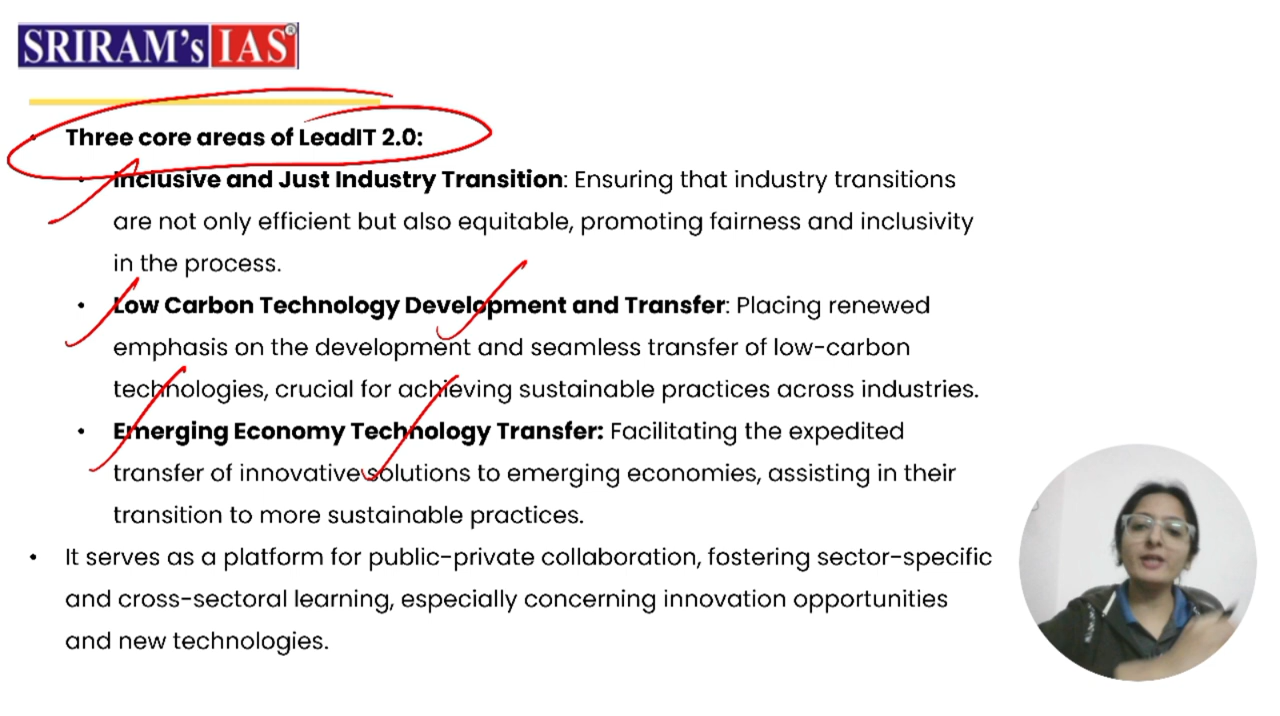 SRIRAM's IAS®
• Three core areas of LeadIT 2.0:
• Inclusive and Just Industry Transition: Ensuring that industry transitions
are not only efficient but also equitable, promoting fairness and inclusivity
in the process.
• Low Carbon Technology Development and Transfer: Placing renewed
emphasis on the development and seamless transfer of low-carbon
technologies, crucial for achieving sustainable practices across industries.
• Emerging Economy Technology Transfer: Facilitating the expedited
transfer of innovative solutions to emerging economies, assisting in their
transition to more sustainable practices.
• It serves as a platform for public-private collaboration, fostering sector-specific
and cross-sectoral learning, especially concerning innovation opportunities
and new technologies.